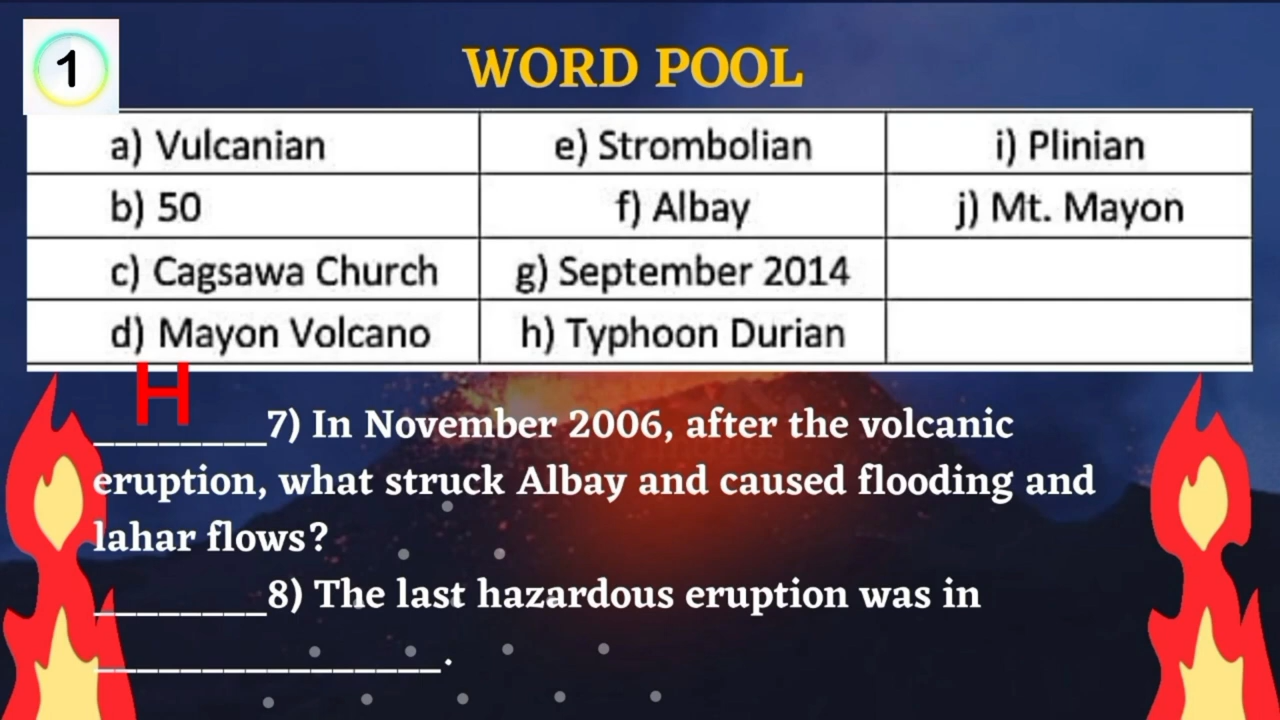 1
WORD POOL
a) Vulcanian e) Strombolian i) Plinian
b) 50 f) Albay j) Mt. Mayon
c) Cagsawa Church g) September 2014
d) Mayon Volcano h) Typhoon Durian
H
________7) In November 2006, after the volcanic
eruption, what struck Albay and caused flooding and
lahar flows?
________8) The last hazardous eruption was in
________________.